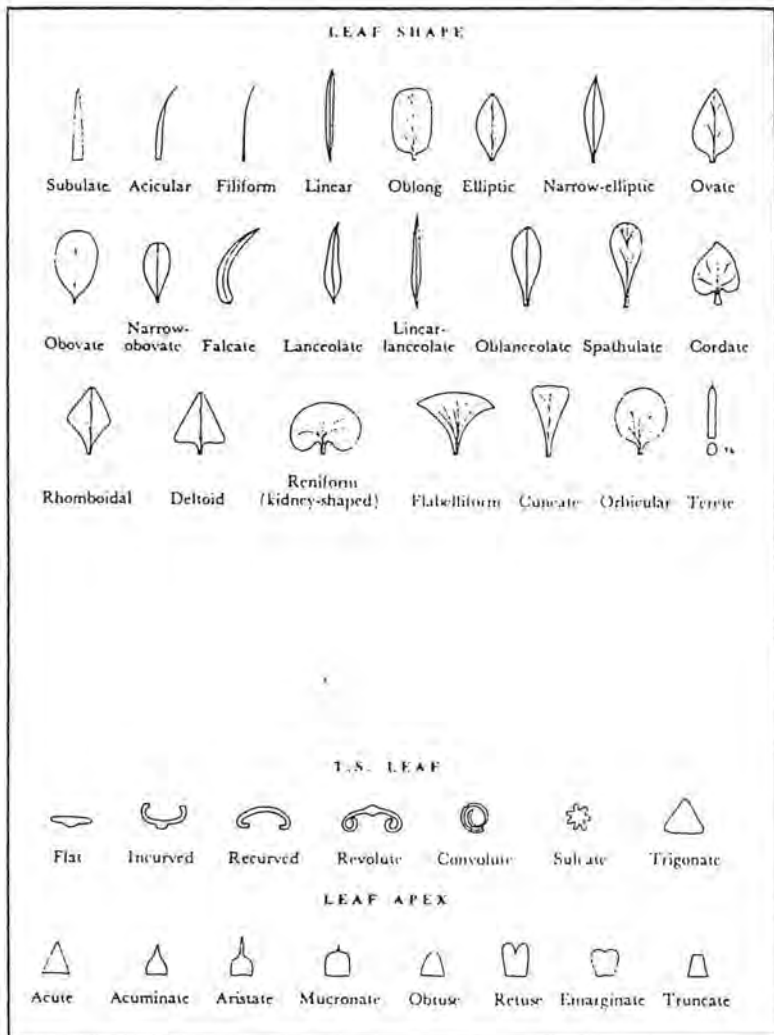 LEAF SHAPE
Subulate Acicular Filiform Linear Oblong Elliptic Narrow-elliptic Ovate
Obovate Narrow-obovate Falcate Lanceolate Linear-lanceolate Oblanceolate Spathulate Cordate
Rhomboidal Deltoid Reniform (kidney-shaped) Flabelliform Cuneate Orbicular Terete
T.S. LEAF
Flat Incurved Recurved Revolute Convolute Sulcate Trigonate
LEAF APEX
Acute Acuminate Aristate Mucronate Obtuse Retuse Emarginate Truncate